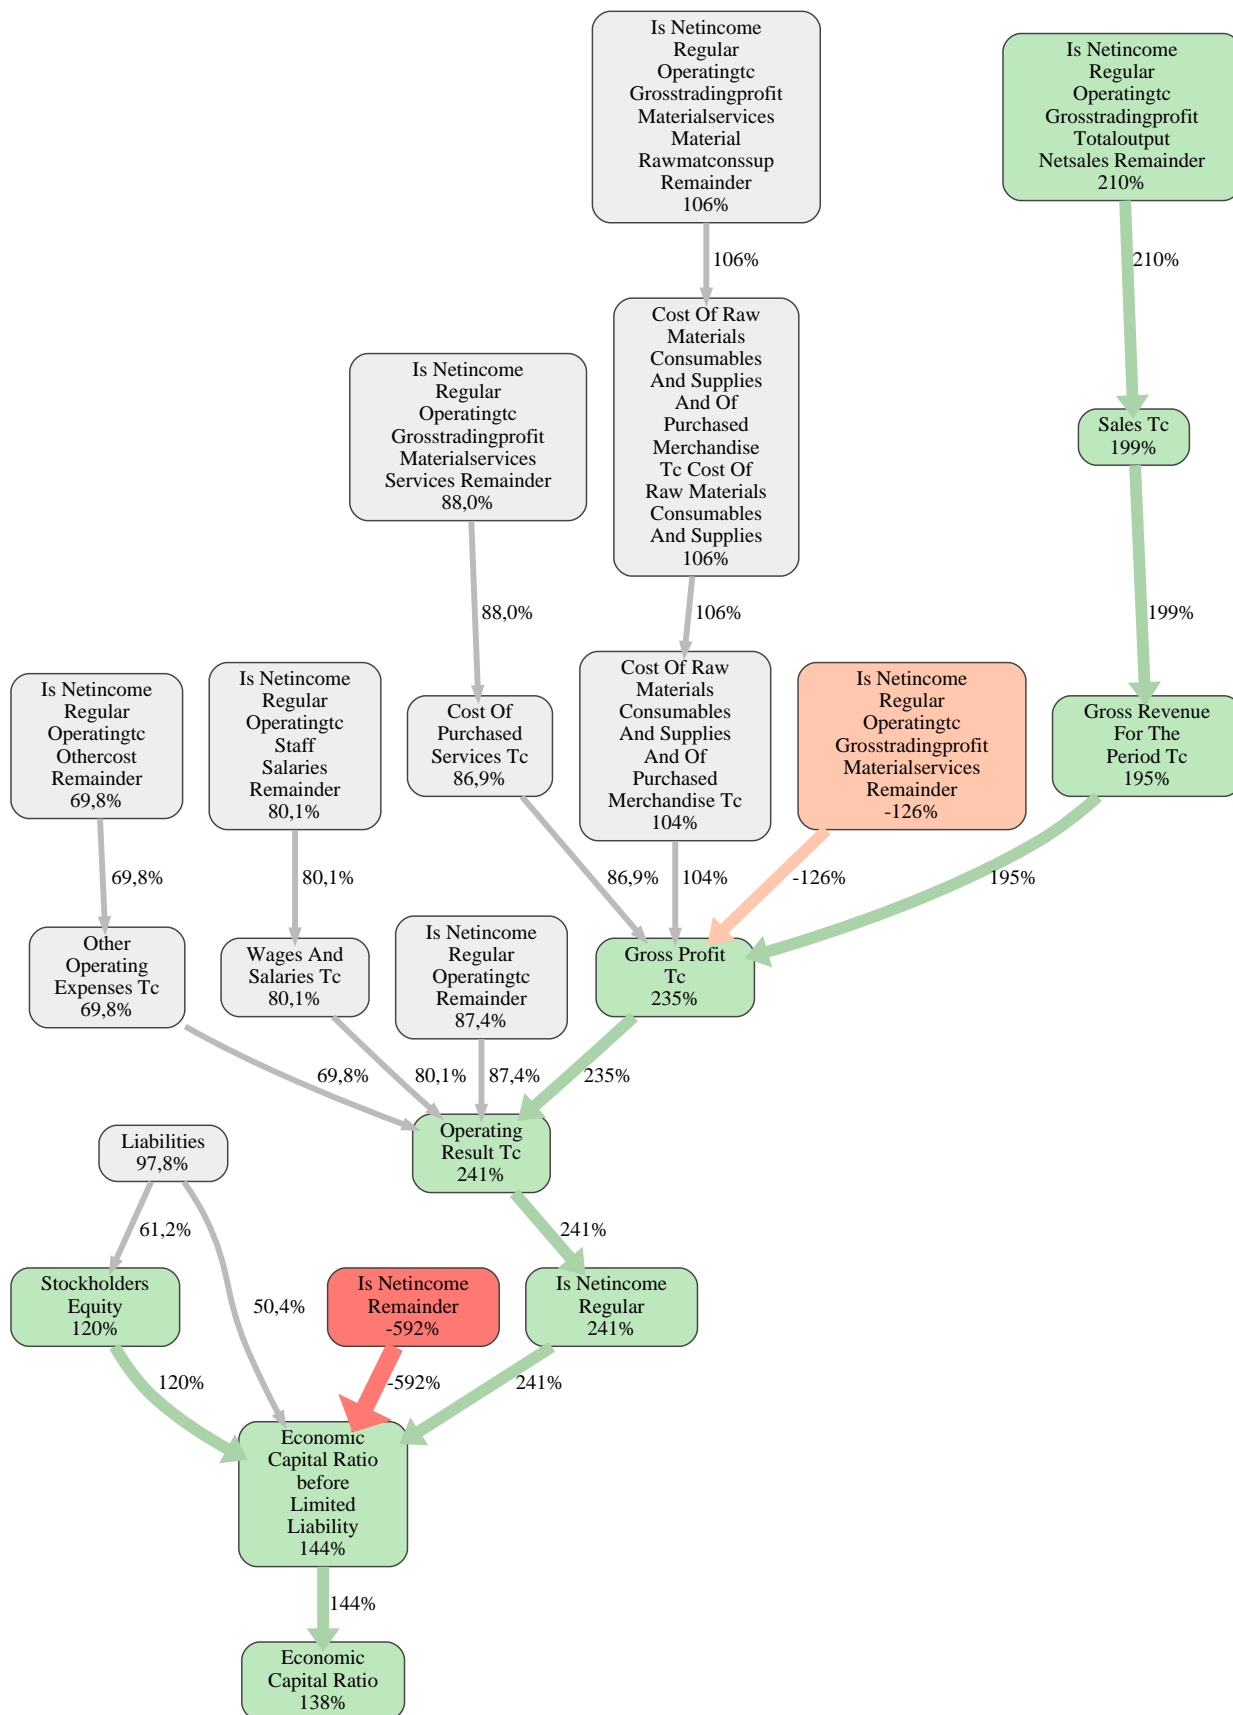 Is Netincome
Regular
Operatingtc
Grosstradingprofit
Materialservices
Material
Rawmatconssup
Remainder
106%
Is Netincome
Regular
Operatingtc
Grosstradingprofit
Totaloutput
Netsales Remainder
210%
106%
210%
Cost Of Raw
Materials
Consumables
And Supplies
And Of
Purchased
Merchandise
Tc Cost Of
Raw Materials
Consumables
And Supplies
106%
Is Netincome
Regular
Operatingtc
Grosstradingprofit
Materialservices
Services Remainder
88,0%
Sales Tc
199%
88,0%
106%
199%
Is Netincome
Regular
Operatingtc
Othercost
Remainder
69,8%
Is Netincome
Regular
Operatingtc
Staff
Salaries
Remainder
80,1%
Cost Of
Purchased
Services Tc
86,9%
Cost Of Raw
Materials
Consumables
And Supplies
And Of
Purchased
Merchandise Tc
104%
Is Netincome
Regular
Operatingtc
Grosstradingprofit
Materialservices
Remainder
-126%
Gross Revenue
For The
Period Tc
195%
69,8%
80,1%
86,9%
104%
-126%
195%
Other
Operating
Expenses Tc
69,8%
Wages And
Salaries Tc
80,1%
Is Netincome
Regular
Operatingtc
Remainder
87,4%
Gross Profit
Tc
235%
69,8%
80,1%
87,4%
235%
Liabilities
97,8%
Operating
Result Tc
241%
61,2%
241%
Stockholders
Equity
120%
50,4%
Is Netincome
Remainder
-592%
Is Netincome
Regular
241%
120%
-592%
241%
Economic
Capital Ratio
before
Limited
Liability
144%
144%
Economic
Capital Ratio
138%